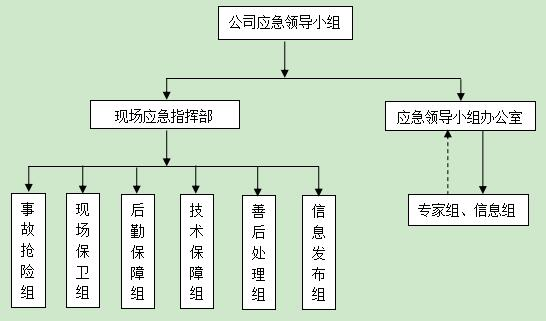 公司应急领导小组
现场应急指挥部
应急领导小组办公室
专家组、信息组
事故抢险组
现场保卫组
后勤保障组
技术保障组
善后处理组
信息发布组